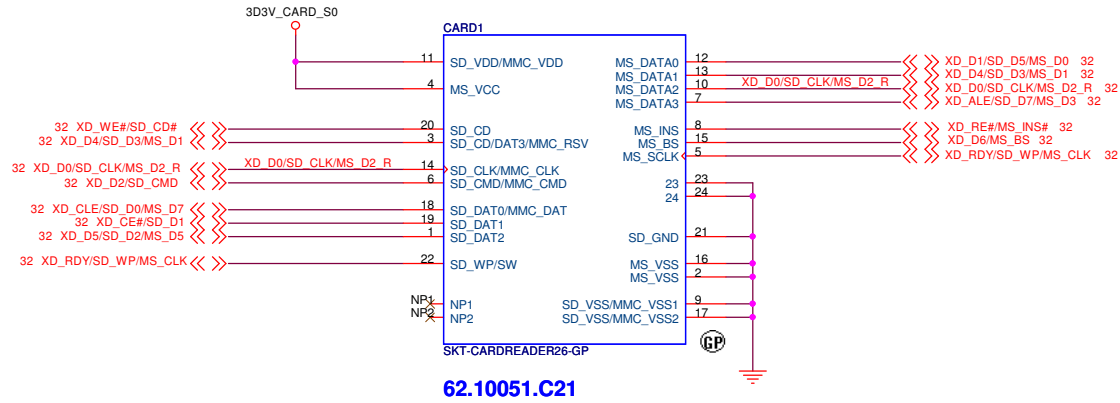 3D3V_CARD_S0
CARD1
11 SD_VDD/MMC_VDD
4 MS_VCC
32 XD_WE#/SD_CD# 20 SD_CD
32 XD_D4/SD_D3/MS_D1 3 SD_CD/DAT3/MMC_RSV
32 XD_D0/SD_CLK/MS_D2_R XD_D0/SD_CLK/MS_D2_R 14 SD_CLK/MMC_CLK
32 XD_D2/SD_CMD 6 SD_CMD/MMC_CMD
32 XD_CLE/SD_D0/MS_D7 18 SD_DAT0/MMC_DAT
32 XD_CE#/SD_D1 19 SD_DAT1
32 XD_D5/SD_D2/MS_D5 1 SD_DAT2
32 XD_RDY/SD_WP/MS_CLK 22 SD_WP/SW
NP1 NP1
NP2 NP2
MS_DATA0 12 XD_D1/SD_D5/MS_D0 32
MS_DATA1 13 XD_D4/SD_D3/MS_D1 32
MS_DATA2 10 XD_D0/SD_CLK/MS_D2_R XD_D0/SD_CLK/MS_D2_R 32
MS_DATA3 7 XD_ALE/SD_D7/MS_D3 32
MS_INS 8 XD_RE#/MS_INS# 32
MS_BS 15 XD_D6/MS_BS 32
MS_SCLK 5 XD_RDY/SD_WP/MS_CLK 32
23 23
24 24
SD_GND 21
MS_VSS 16
MS_VSS 2
SD_VSS/MMC_VSS1 9
SD_VSS/MMC_VSS2 17
GP
SKT-CARDREADER26-GP
62.10051.C21